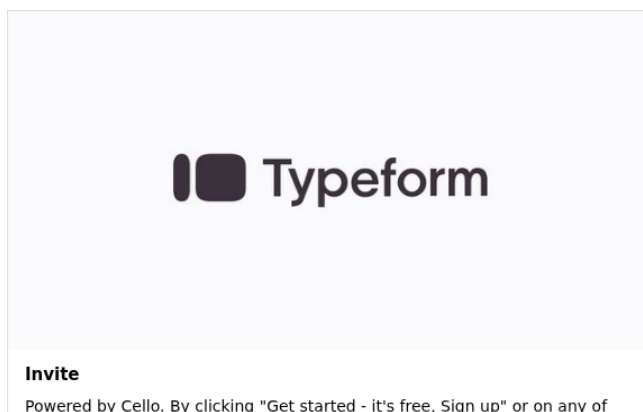 Typeform
Invite
Powered by Cello. By clicking "Get started - it's free. Sign up" or on any of